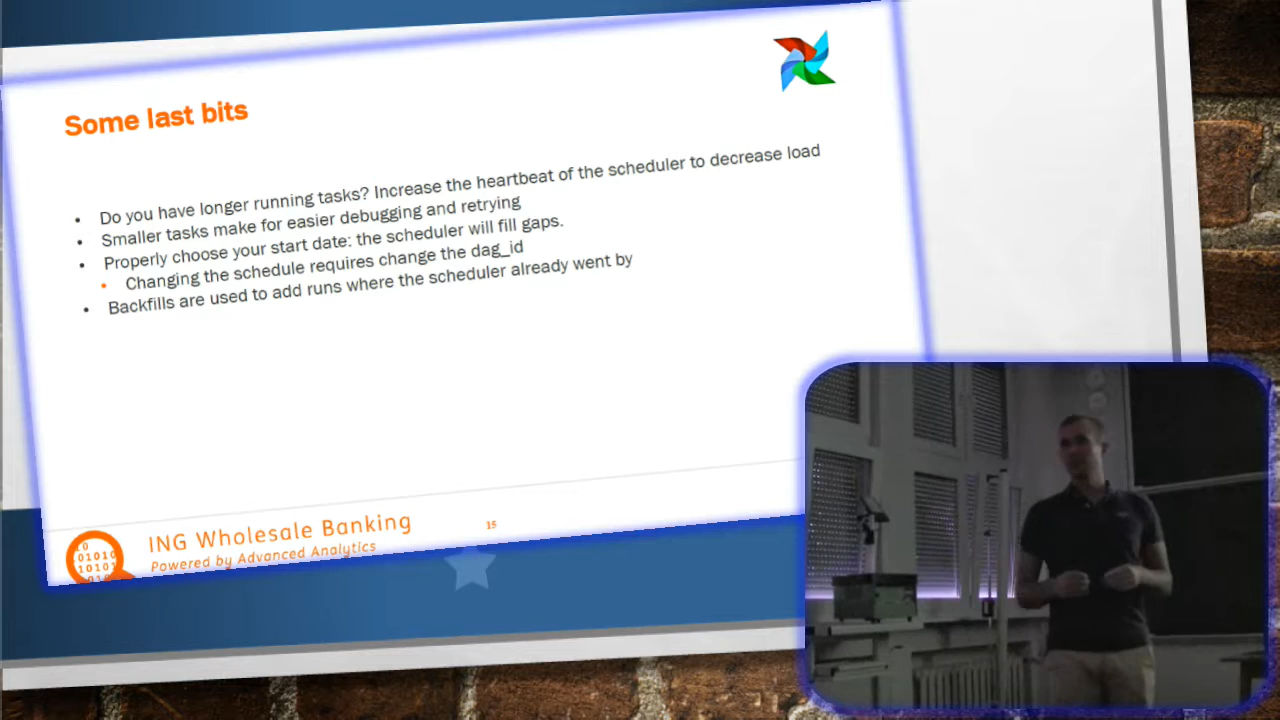 Some last bits
• Do you have longer running tasks? Increase the heartbeat of the scheduler to decrease load
• Smaller tasks make for easier debugging and retrying
• Properly choose your start date: the scheduler will fill gaps.
• Changing the schedule requires change the dag_id
• Backfills are used to add runs where the scheduler already went by
ING Wholesale Banking
Powered by Advanced Analytics
15